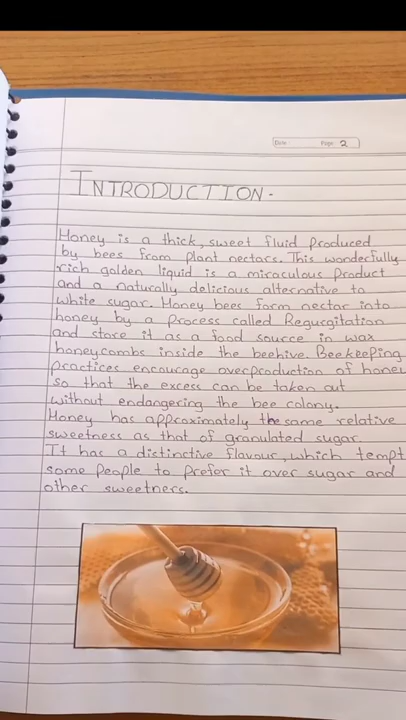 Date Page 2
INTRODUCTION-
Honey is a thick, sweet fluid produced
by bees from plant nectars. This wonderfully
rich golden liquid is a miraculous product
and a naturally delicious alternative to
white sugar. Honey bees form nectar into
honey by a process called Regurgitation
and store it as a food source in wax
honeycombs inside the beehive. Beekeeping
practices encourage overproduction of honey
so that the excess can be taken out
without endangering the bee colony.
Honey has approximately the same relative
sweetness as that of granulated sugar.
It has a distinctive flavour, which tempt
some people to prefer it over sugar and
other sweetners.